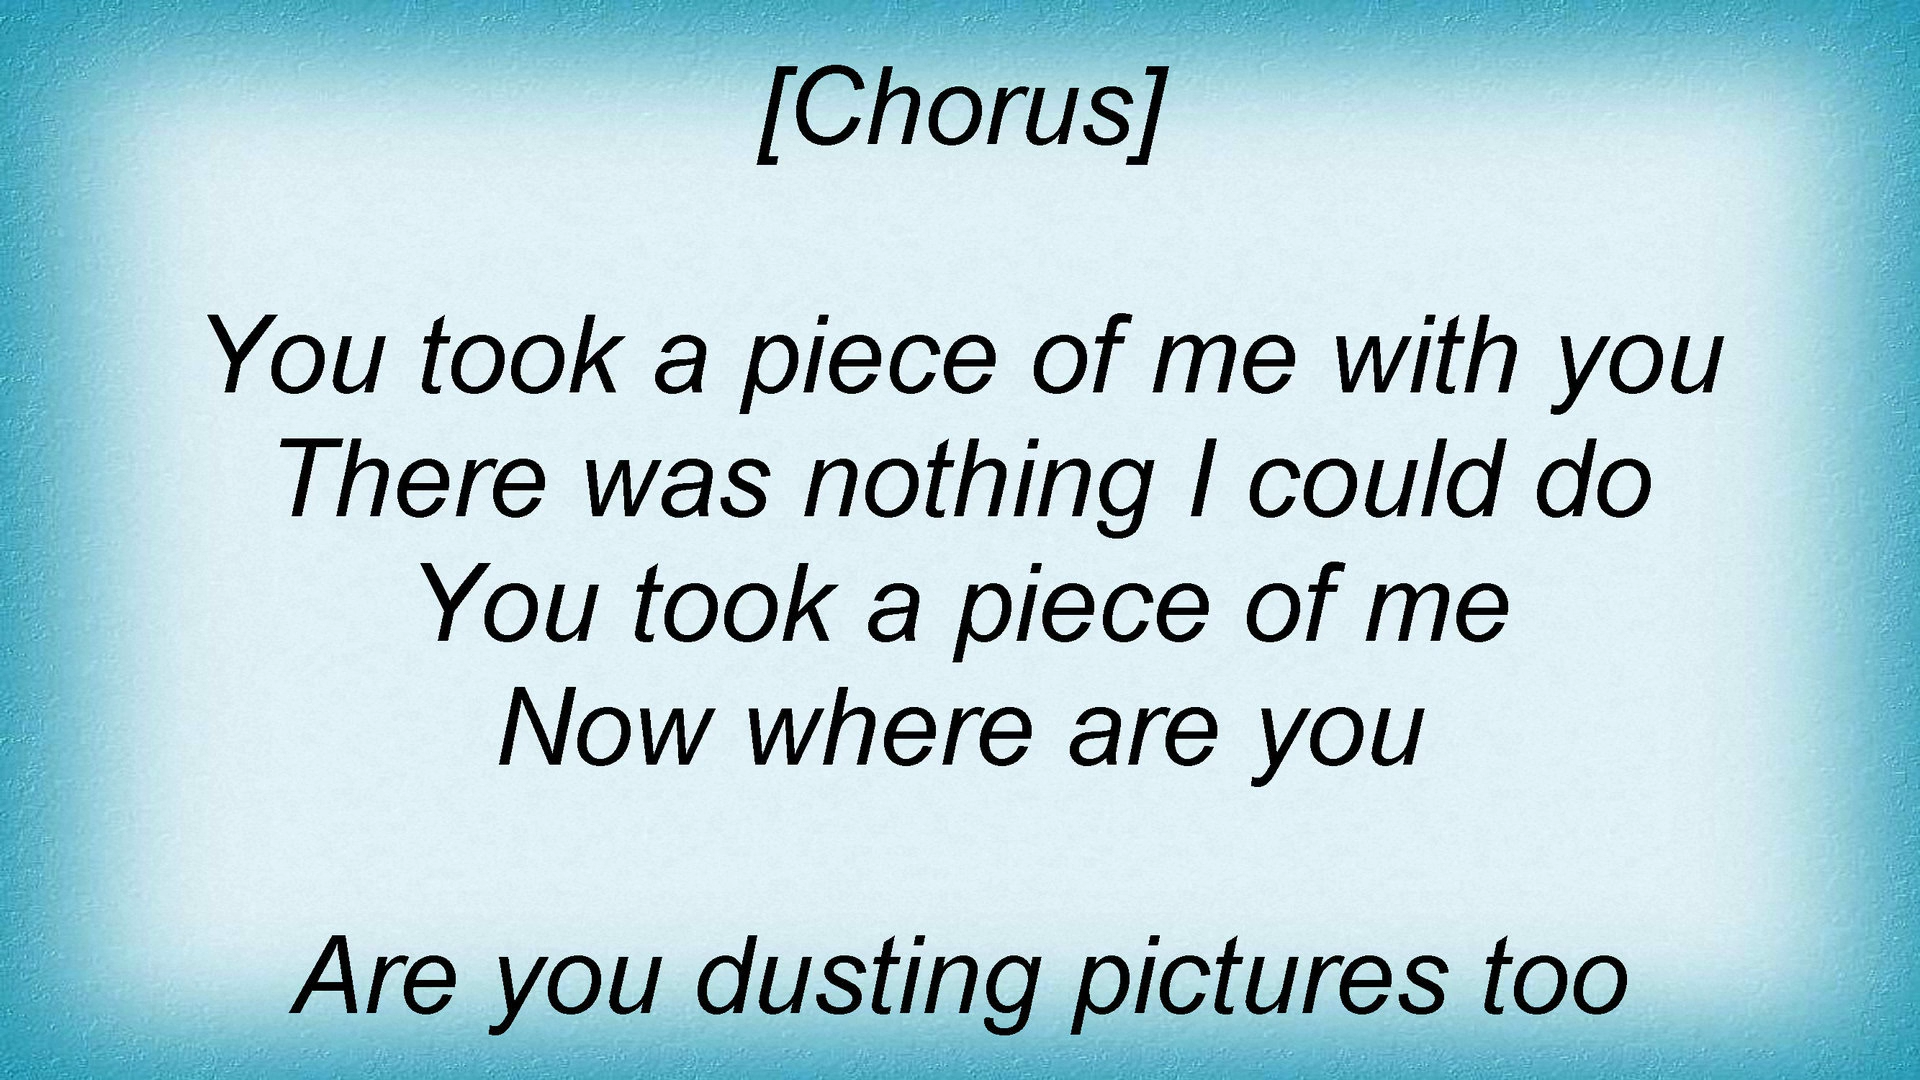 [Chorus]
You took a piece of me with you
There was nothing I could do
You took a piece of me
Now where are you
Are you dusting pictures too